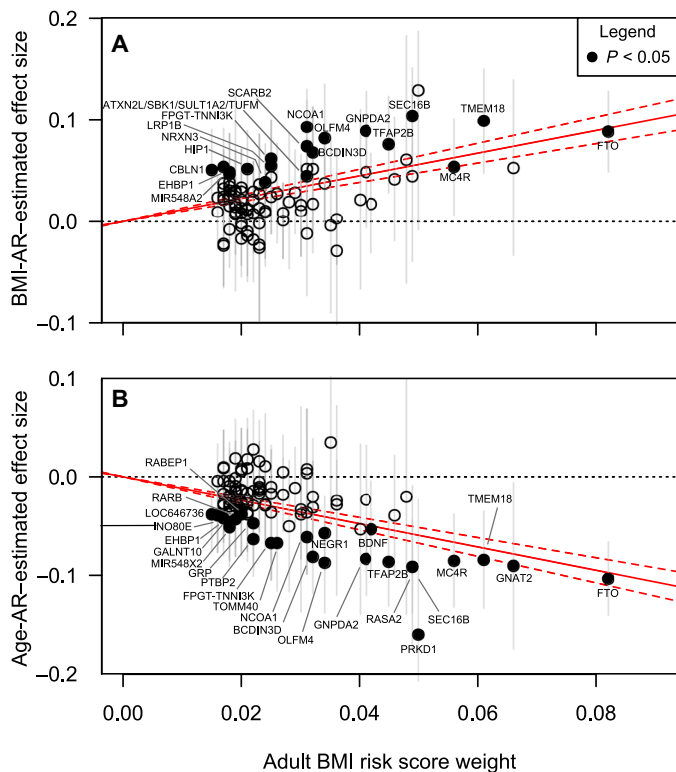 A
Legend
P < 0.05
BMI-AR–estimated effect size
0.2
0.1
0.0
–0.1
ATXN2L/SBK1/SULT1A2/TUFM
SCARB2
FPGT-TNNI3K
LRP1B
NRXN3
HIP1
CBLN1
EHBP1
MIR548A2
NCOA1
OLFM4
BCDIN3D
GNPDA2
TFAP2B
SEC16B
TMEM18
MC4R
FTO
B
Age-AR–estimated effect size
0.1
0.0
–0.1
–0.2
RABEP1
RARB
LOC646736
INO80E
EHBP1
GALNT10
MIR548X2
GRP
PTBP2
FPGT-TNNI3K
TOMM40
NCOA1
BCDIN3D
OLFM4
NEGR1
BDNF
GNPDA2
TFAP2B
RASA2
SEC16B
PRKD1
MC4R
TMEM18
GNAT2
FTO
0.00 0.02 0.04 0.06 0.08
Adult BMI risk score weight